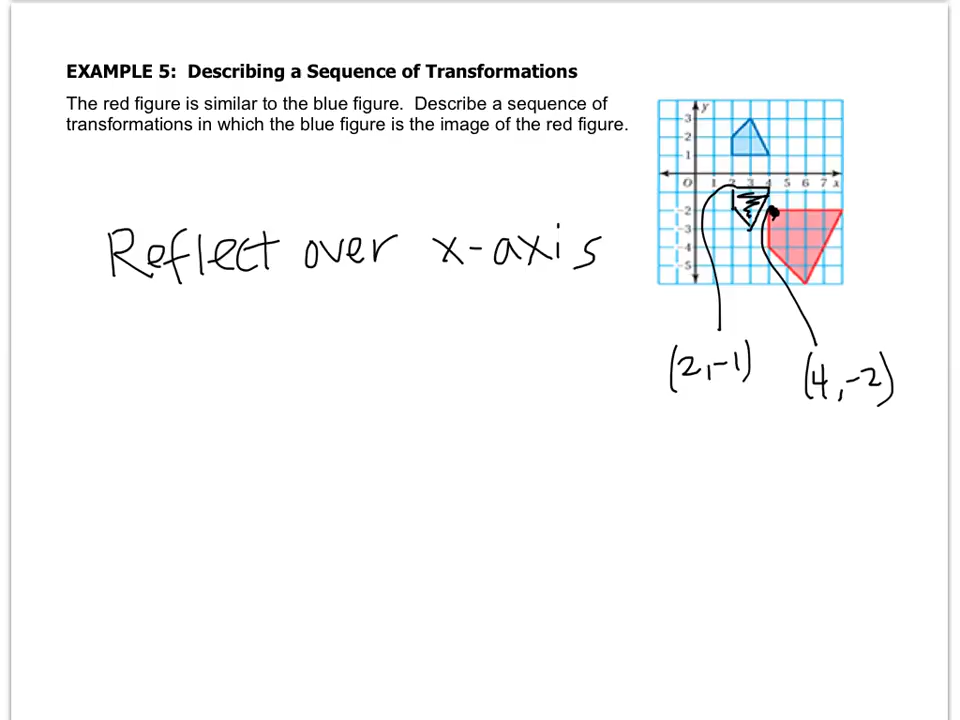 EXAMPLE 5: Describing a Sequence of Transformations
The red figure is similar to the blue figure. Describe a sequence of
transformations in which the blue figure is the image of the red figure.
y
3
2
1
O 1 2 3 4 5 6 7 x
-2
-3
-4
-5
Reflect over x-axis
(2,-1)
(4,-2)